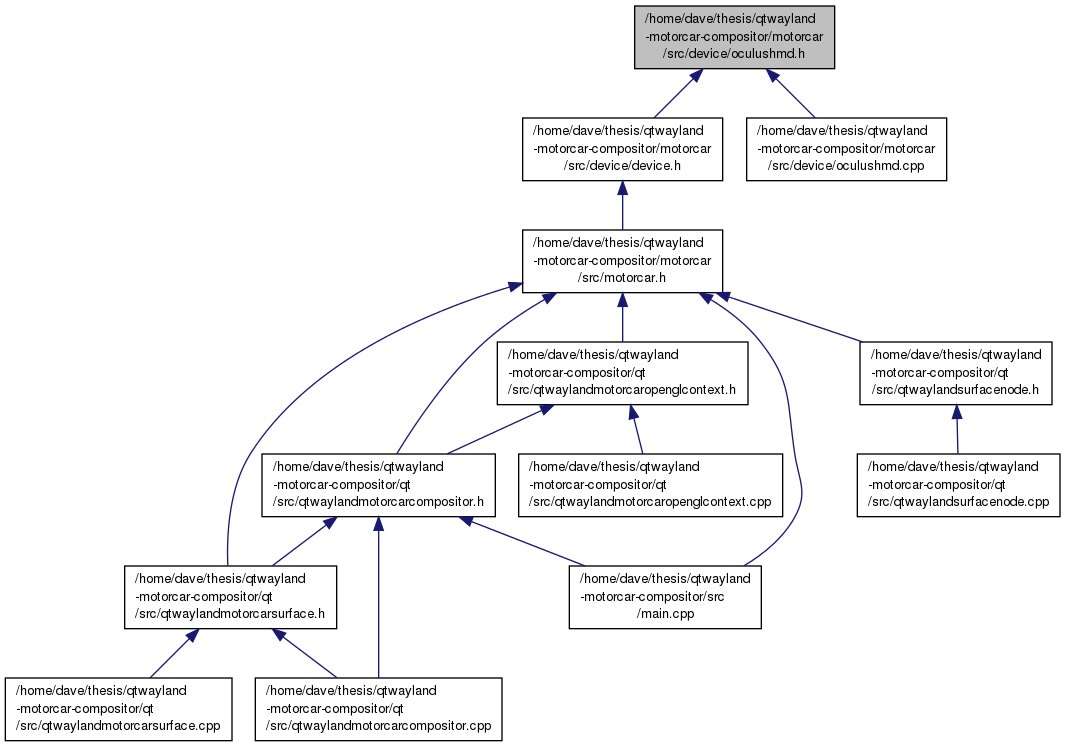 /home/dave/thesis/qtwayland
-motorcar-compositor/motorcar
/src/device/oculushmd.h
/home/dave/thesis/qtwayland
-motorcar-compositor/motorcar
/src/device/device.h
/home/dave/thesis/qtwayland
-motorcar-compositor/motorcar
/src/device/oculushmd.cpp
/home/dave/thesis/qtwayland
-motorcar-compositor/motorcar
/src/motorcar.h
/home/dave/thesis/qtwayland
-motorcar-compositor/qt
/src/qtwaylandmotorcaropenglcontext.h
/home/dave/thesis/qtwayland
-motorcar-compositor/qt
/src/qtwaylandsurfacenode.h
/home/dave/thesis/qtwayland
-motorcar-compositor/qt
/src/qtwaylandmotorcarcompositor.h
/home/dave/thesis/qtwayland
-motorcar-compositor/qt
/src/qtwaylandmotorcaropenglcontext.cpp
/home/dave/thesis/qtwayland
-motorcar-compositor/qt
/src/qtwaylandsurfacenode.cpp
/home/dave/thesis/qtwayland
-motorcar-compositor/qt
/src/qtwaylandmotorcarsurface.h
/home/dave/thesis/qtwayland
-motorcar-compositor/src
/main.cpp
/home/dave/thesis/qtwayland
-motorcar-compositor/qt
/src/qtwaylandmotorcarsurface.cpp
/home/dave/thesis/qtwayland
-motorcar-compositor/qt
/src/qtwaylandmotorcarcompositor.cpp